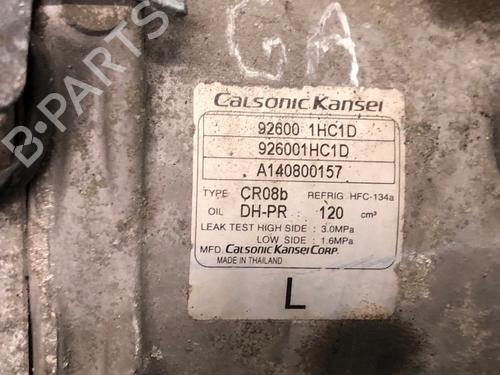 GA
B-PARTS
CALSONIC KANSEI
92600 1HC1D
926001HC1D
A140800157
TYPE CR08b REFRIG HFC-134a
OIL DH-PR : 120 cm³
LEAK TEST HIGH SIDE : 3.0MPa
LOW SIDE : 1.6MPa
MFD. CALSONIC KANSEI CORP.
MADE IN THAILAND
L